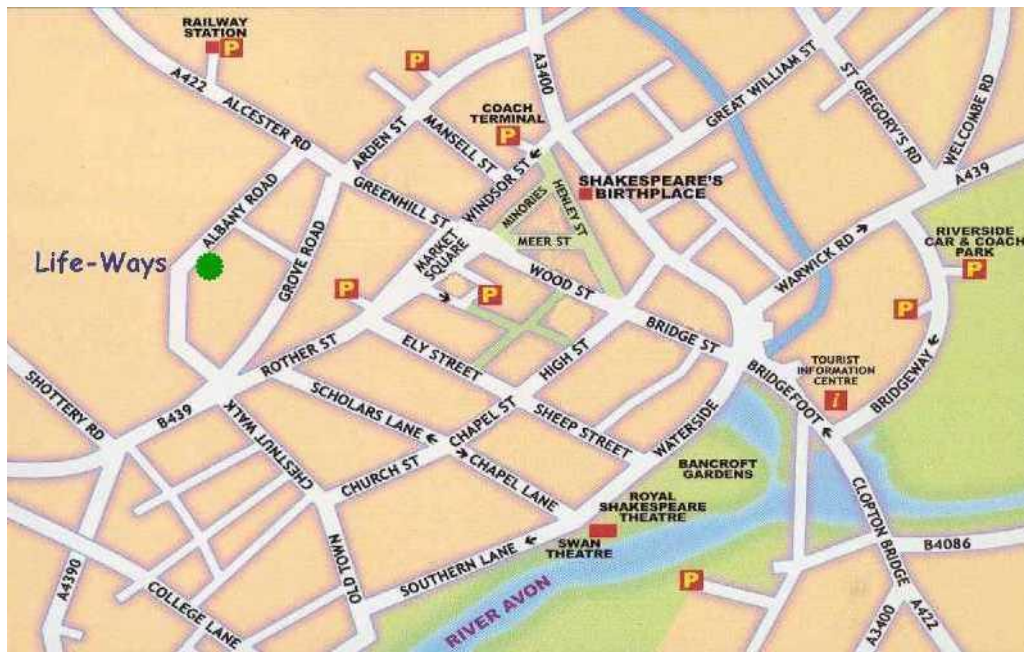 RAILWAY
STATION
P
A422
ALCESTER RD
P
ARDEN ST
MANSELL ST
COACH
TERMINAL
P
A3400
GREAT WILLIAM ST
ST GREGORY'S RD
WELCOMBE RD
A439
WINDSOR ST
GREENHILL ST
MINORIES
HENLEY ST
MEER ST
SHAKESPEARE'S
BIRTHPLACE
RIVERSIDE
CAR & COACH
PARK
P
P
WARWICK RD
ALBANY ROAD
Life-Ways
GROVE ROAD
MARKET
SQUARE
P
P
WOOD ST
BRIDGE ST
HIGH ST
ELY STREET
ROTHER ST
TOURIST
INFORMATION
CENTRE
i
BRIDGEFOOT
BRIDGEWAY
SHOTTERY RD
B439
CHESTNUT WALK
SCHOLARS LANE
CHAPEL ST
SHEEP STREET
WATERSIDE
CHURCH ST
CHAPEL LANE
BANCROFT
GARDENS
ROYAL
SHAKESPEARE
THEATRE
SWAN
THEATRE
OLD TOWN
SOUTHERN LANE
RIVER AVON
P
CLOPTON BRIDGE
B4086
A4390
COLLEGE LANE
A3400
A422